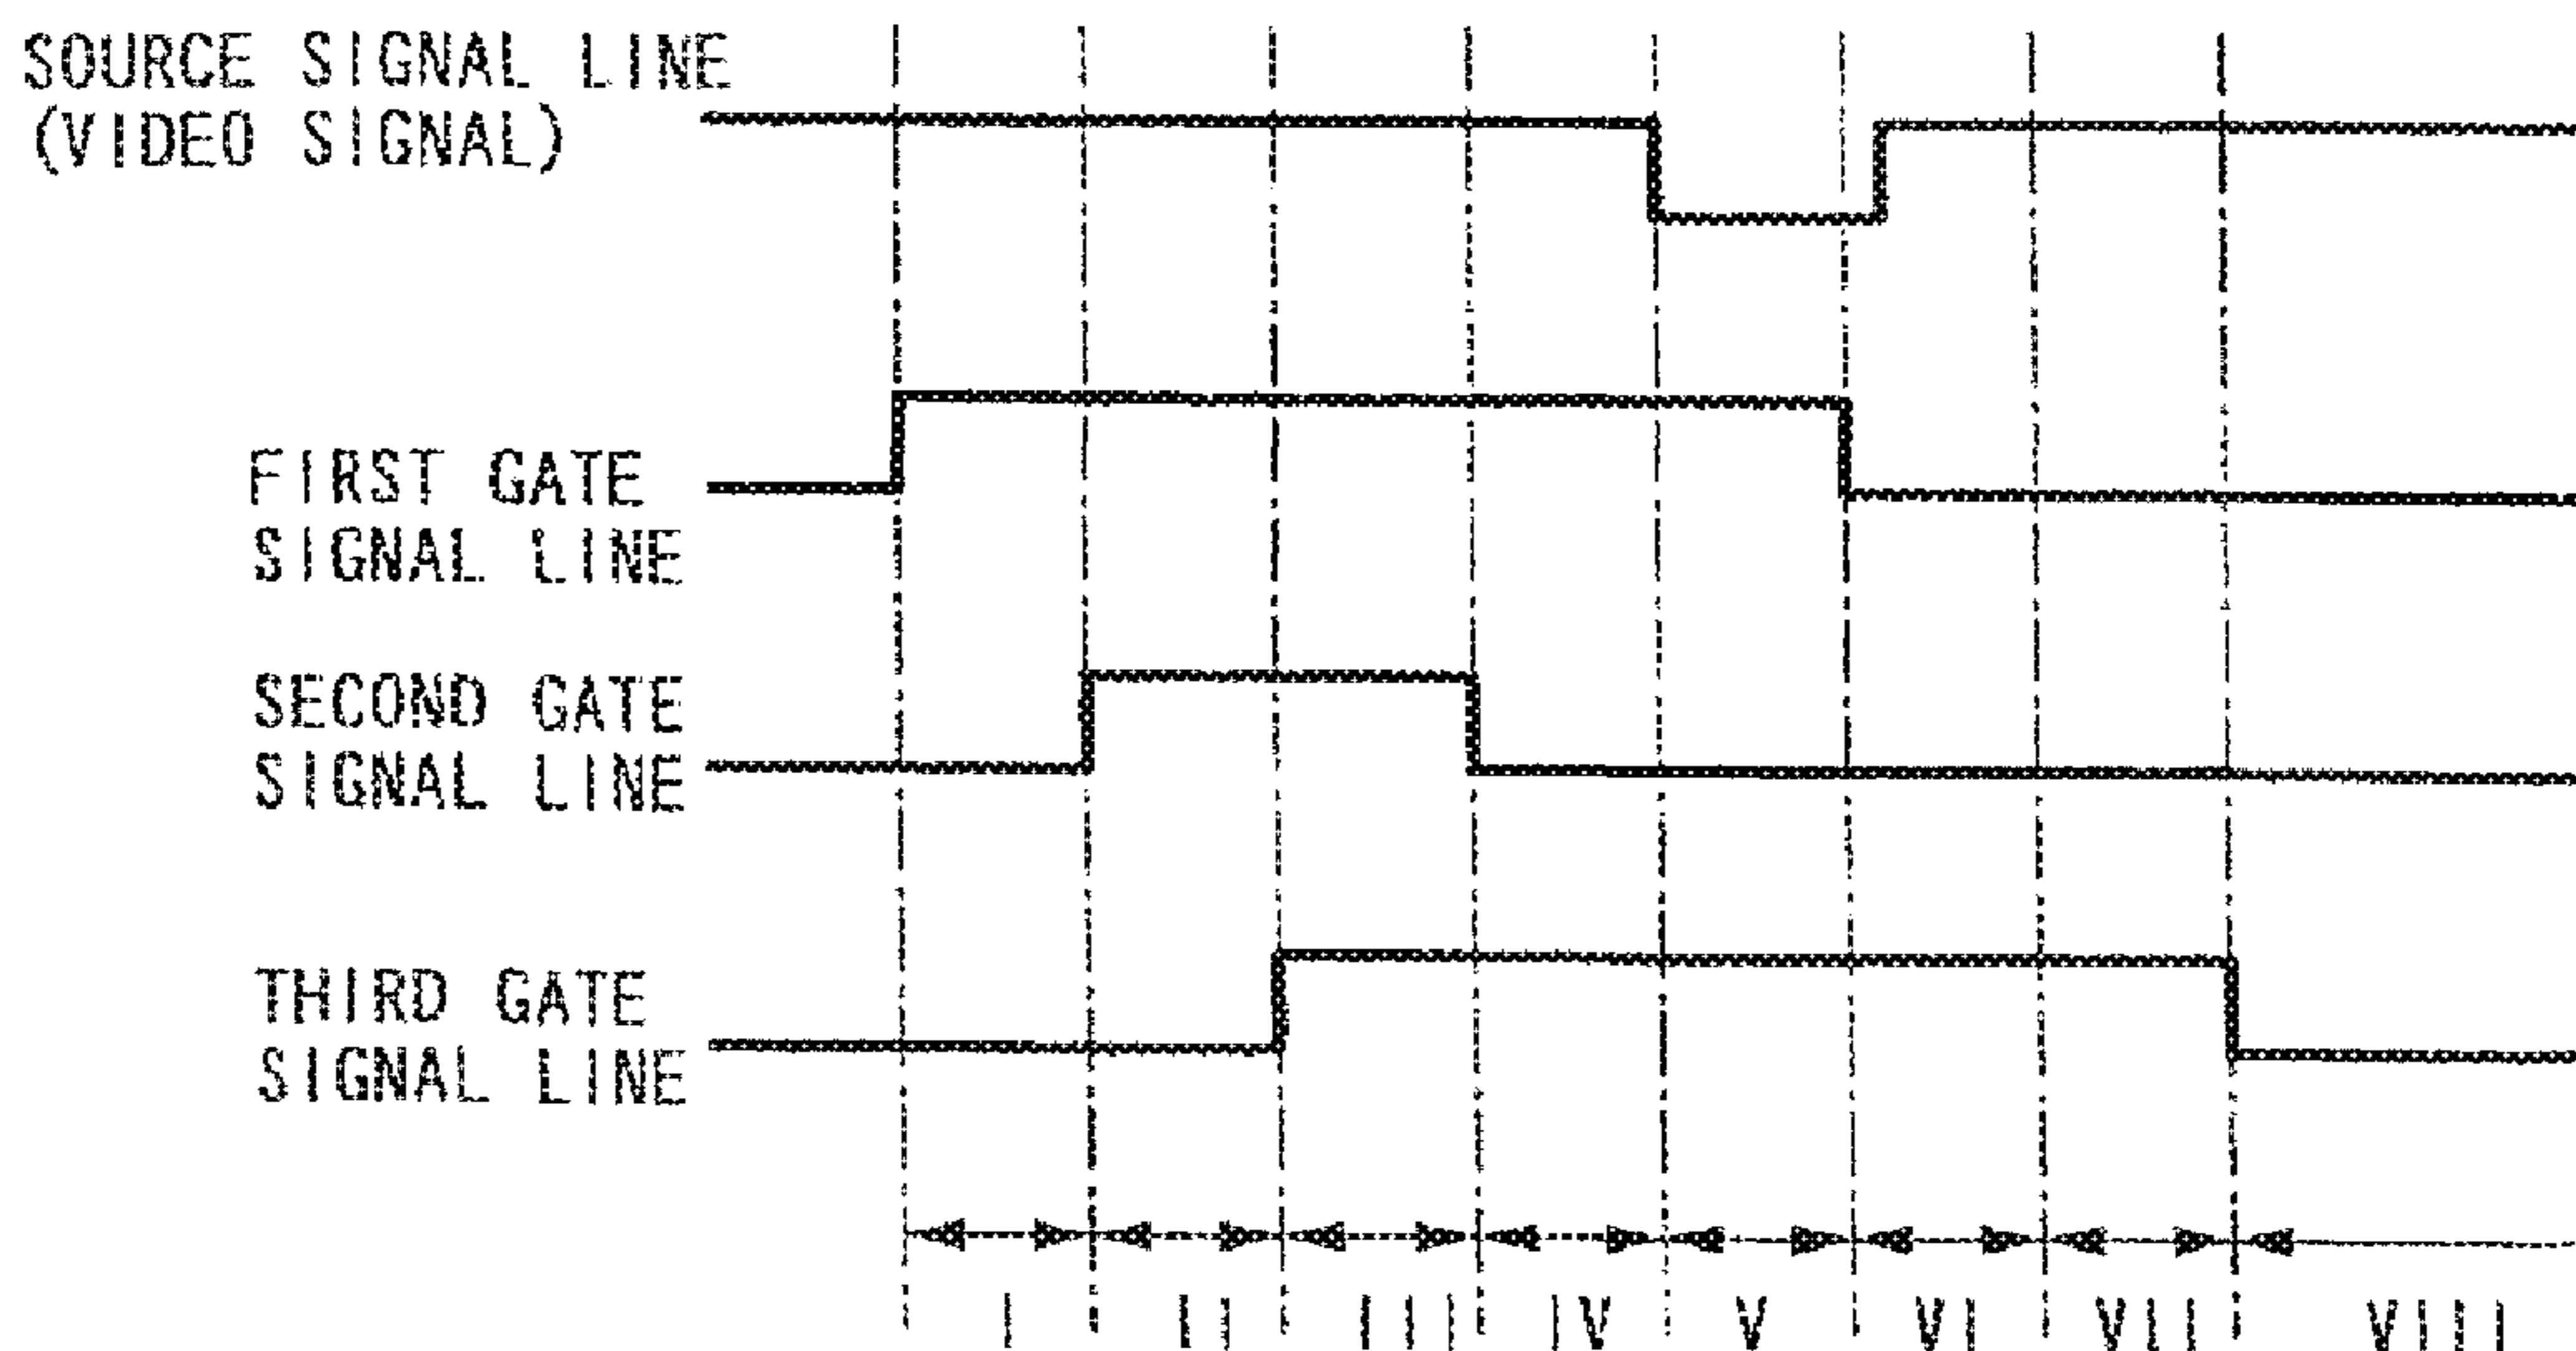 SOURCE SIGNAL LINE
(VIDEO SIGNAL)
FIRST GATE
SIGNAL LINE
SECOND GATE
SIGNAL LINE
THIRD GATE
SIGNAL LINE
I II III IV V VI VII VIII